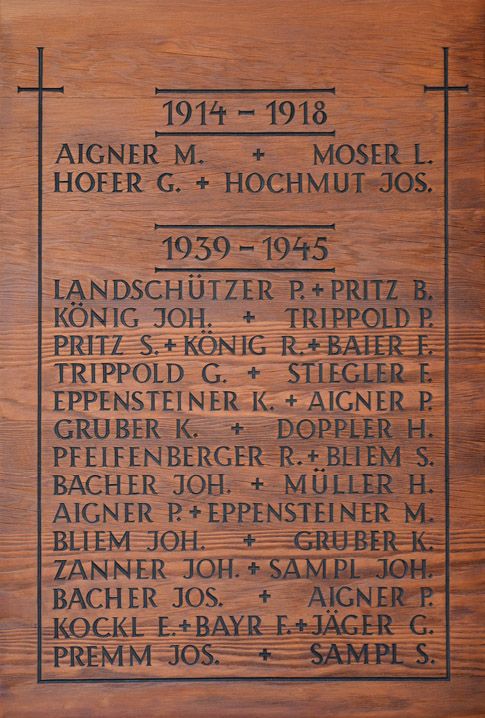 1914 – 1918
AIGNER M. + MOSER L.
HOFER G. + HOCHMUT JOS.
1939 – 1945
LANDSCHÜTZER P. + PRITZ B.
KÖNIG JOH. + TRIPPOLD P.
PRITZ S. + KÖNIG R. + BAIER F.
TRIPPOLD G. + STIEGLER F.
EPPENSTEINER K. + AIGNER P.
GRUBER K. + DOPPLER H.
PFEIFENBERGER R. + BLIEM S.
BACHER JOH. + MÜLLER H.
AIGNER P. + EPPENSTEINER M.
BLIEM JOH. + GRUBER K.
ZANNER JOH. + SAMPL JOH.
BACHER JOS. + AIGNER P.
KOCKL E. + BAYR F. + JÄGER G.
PREMM JOS. + SAMPL S.